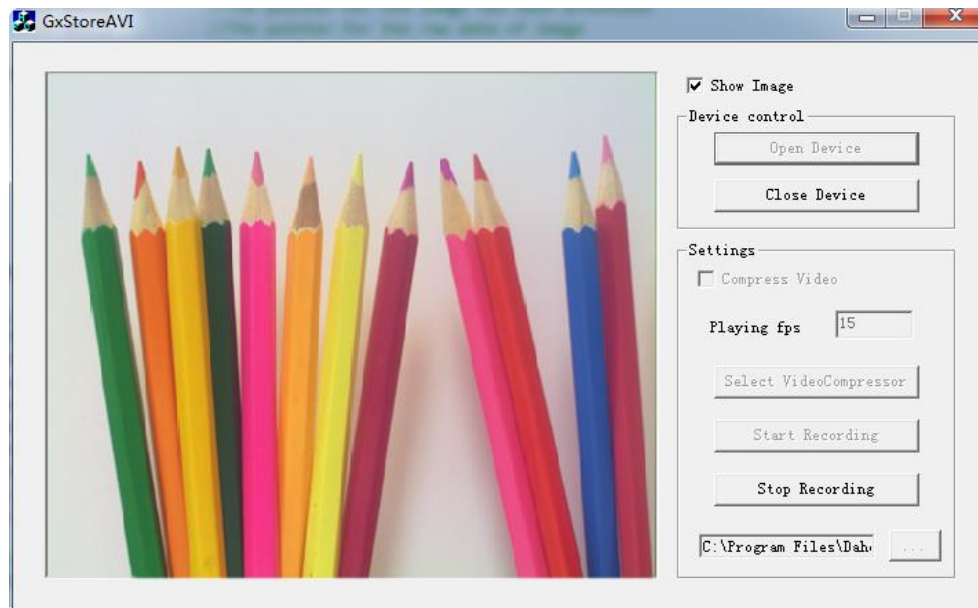 GxStoreAVI
Show Image
Device control
Open Device
Close Device
Settings
Compress Video
Playing fps
15
Select VideoCompressor
Start Recording
Stop Recording
C:\Program Files\Dah
...